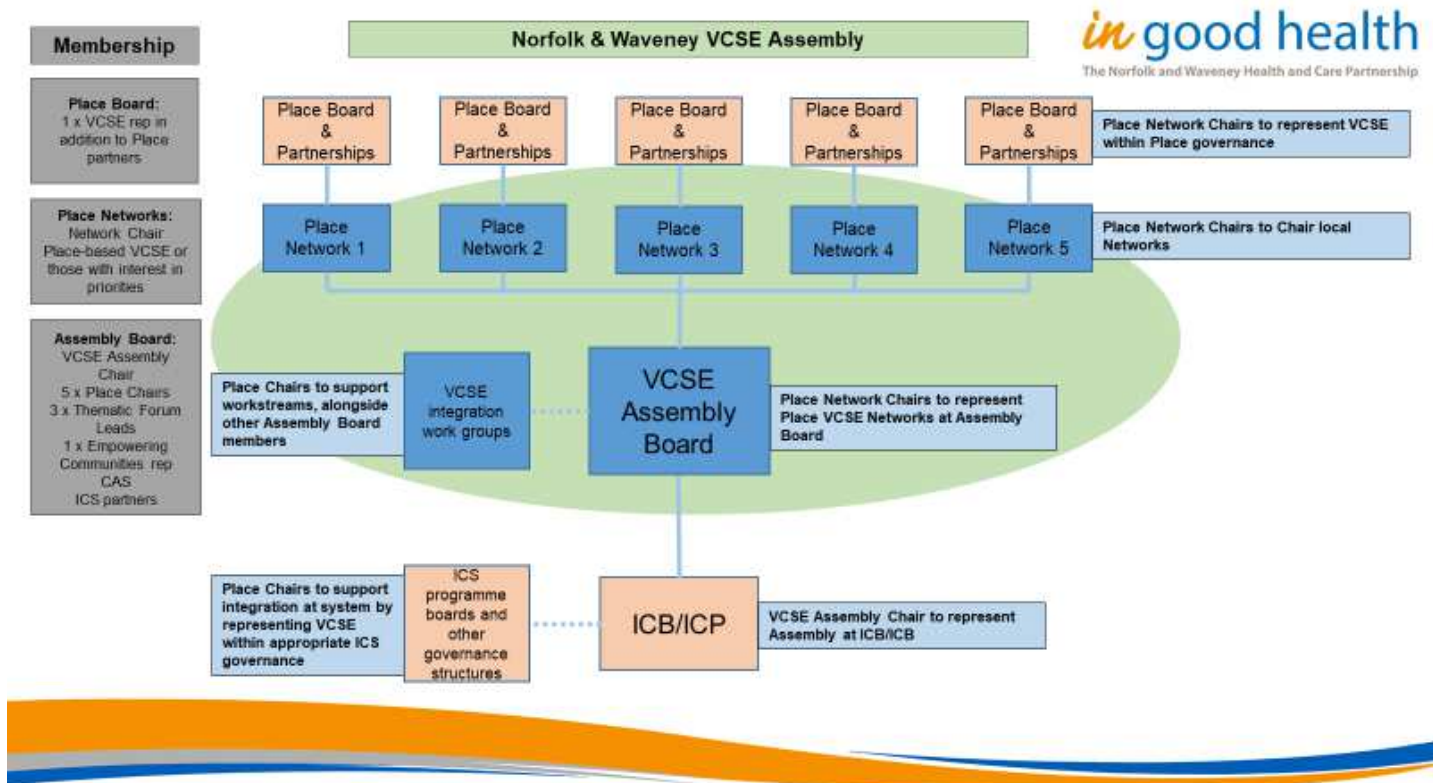 Membership
Norfolk & Waveney VCSE Assembly
in good health
The Norfolk and Waveney Health and Care Partnership
Place Board:
1 x VCSE rep in
addition to Place
partners
Place Board
&
Partnerships
Place Board
&
Partnerships
Place Board
&
Partnerships
Place Board
&
Partnerships
Place Board
&
Partnerships
Place Network Chairs to represent VCSE
within Place governance
Place Networks:
Network Chair
Place-based VCSE or
those with interest in
priorities
Place
Network 1
Place
Network 2
Place
Network 3
Place
Network 4
Place
Network 5
Place Network Chairs to Chair local
Networks
Assembly Board:
VCSE Assembly
Chair
5 x Place Chairs
3 x Thematic Forum
Leads
1 x Empowering
Communities rep
CAS
ICS partners
Place Chairs to support
workstreams, alongside
other Assembly Board
members
VCSE
integration
work groups
VCSE
Assembly
Board
Place Network Chairs to represent
Place VCSE Networks at Assembly
Board
Place Chairs to support
integration at system by
representing VCSE
within appropriate ICS
governance
ICS
programme
boards and
other
governance
structures
ICB/ICP
VCSE Assembly Chair to represent
Assembly at ICB/ICB